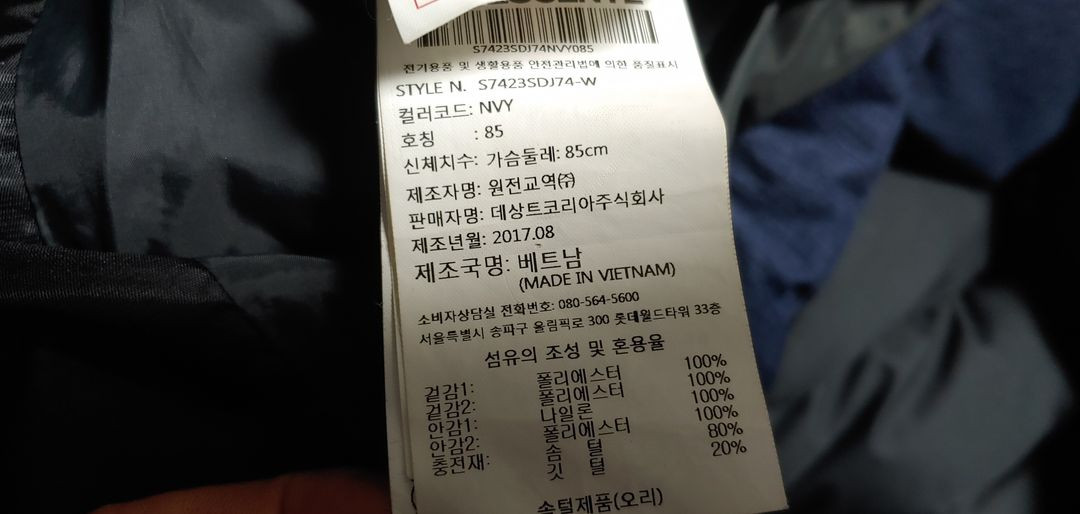 S7423SDJ74NVY085
전기용품 및 생활용품 안전관리법에 의한 품질표시
STYLE N. S7423SDJ74-W
컬러코드: NVY
호칭 : 85
신체치수: 가슴둘레: 85cm
제조자명: 원전교역㈜
판매자명: 데상트코리아주식회사
제조년월: 2017.08
제조국명: 베트남
(MADE IN VIETNAM)
소비자상담실 전화번호: 080-564-5600
서울특별시 송파구 올림픽로 300 롯데월드타워 33층
섬유의 조성 및 혼용율
겉감1: 폴리에스터 100%
겉감2: 폴리에스터 100%
안감1: 나일론 100%
안감2: 폴리에스터 100%
충전재: 솜 털 80%
깃 털 20%
솜털제품(오리)